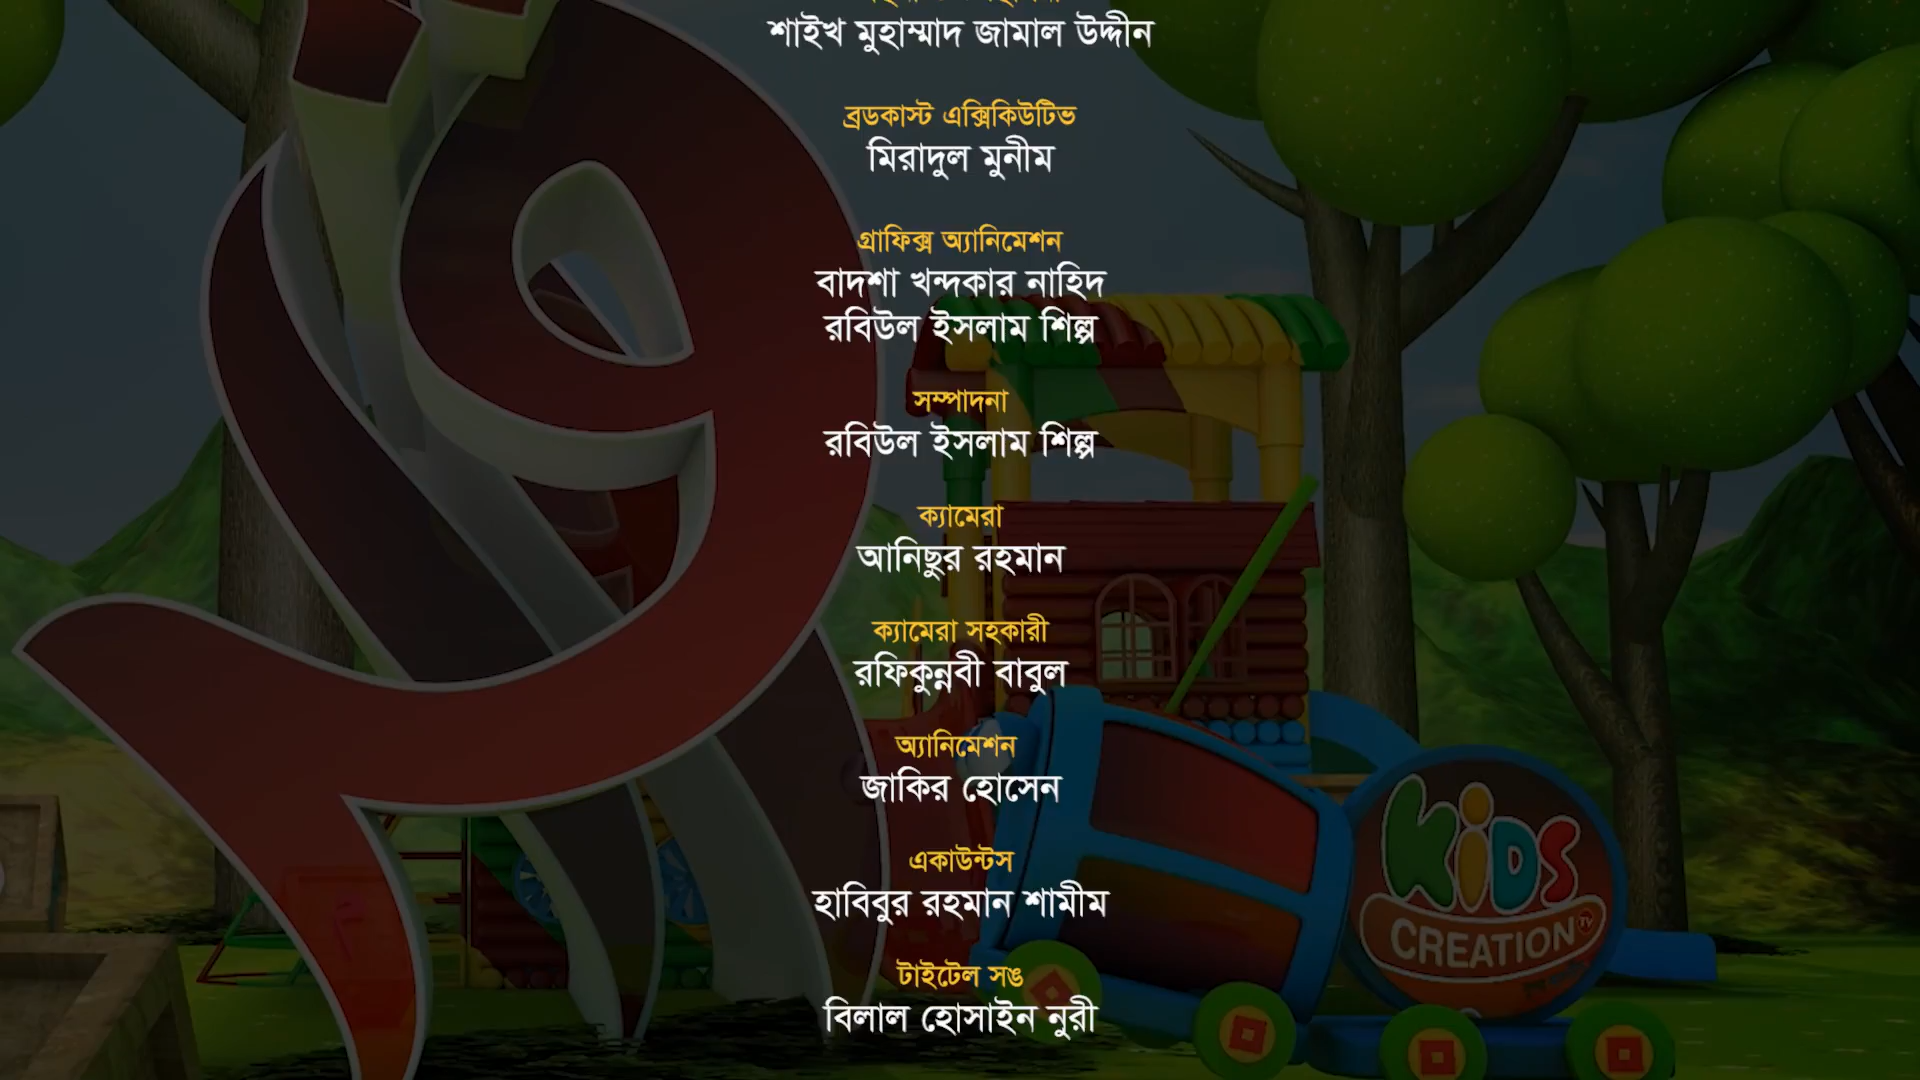 শাইখ মুহাম্মাদ জামাল উদ্দীন
ব্রডকাস্ট এক্সিকিউটিভ
মিরাদুল মুনীম
গ্রাফিক্স অ্যানিমেশন
বাদশা খন্দকার নাহিদ
রবিউল ইসলাম শিল্প
সম্পাদনা
রবিউল ইসলাম শিল্প
ক্যামেরা
আনিছুর রহমান
ক্যামেরা সহকারী
রফিকুন্নবী বাবুল
অ্যানিমেশন
জাকির হোসেন
একাউন্টস
হাবিবুর রহমান শামীম
টাইটেল সঙ
বিলাল হোসাইন নুরী
KiDS
CREATION
TV